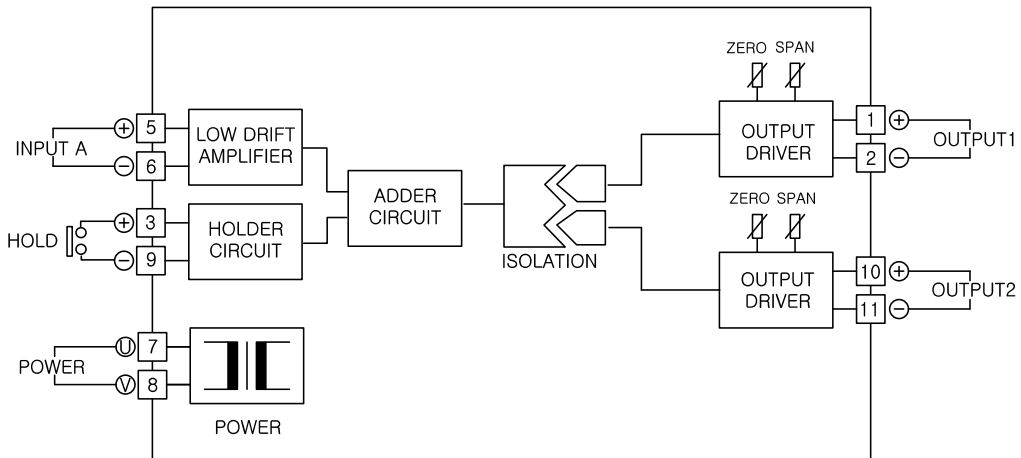 ZERO SPAN
INPUT A
+ 5
− 6
LOW DRIFT
AMPLIFIER
OUTPUT
DRIVER
1 +
2 −
OUTPUT1
HOLD
+ 3
− 9
HOLDER
CIRCUIT
ADDER
CIRCUIT
ISOLATION
ZERO SPAN
OUTPUT
DRIVER
10 +
11 −
OUTPUT2
POWER
U 7
V 8
POWER